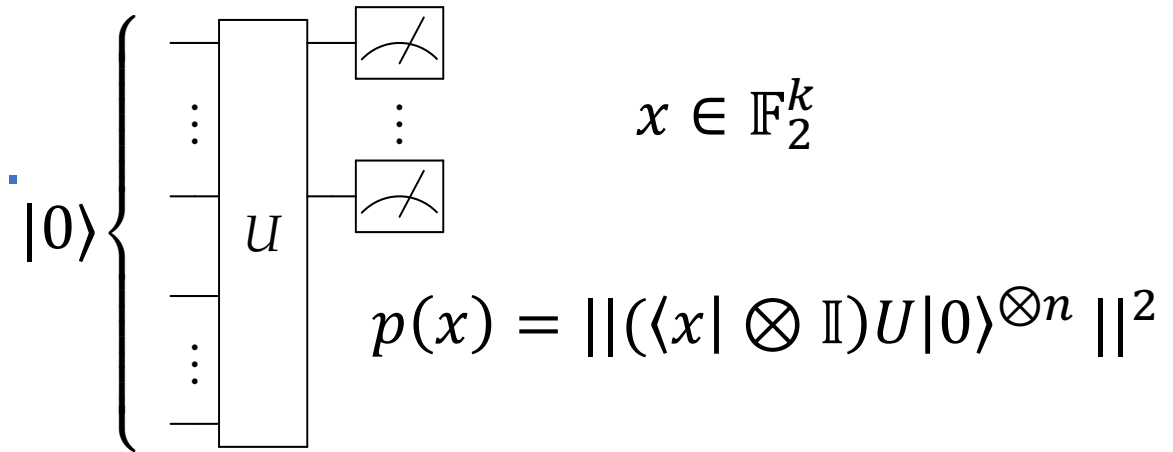 x ∈ 𝔽₂ᵏ
|0⟩
U
p(x) = ||(⟨x| ⊗ 𝕀)U|0⟩^{⊗n} ||²